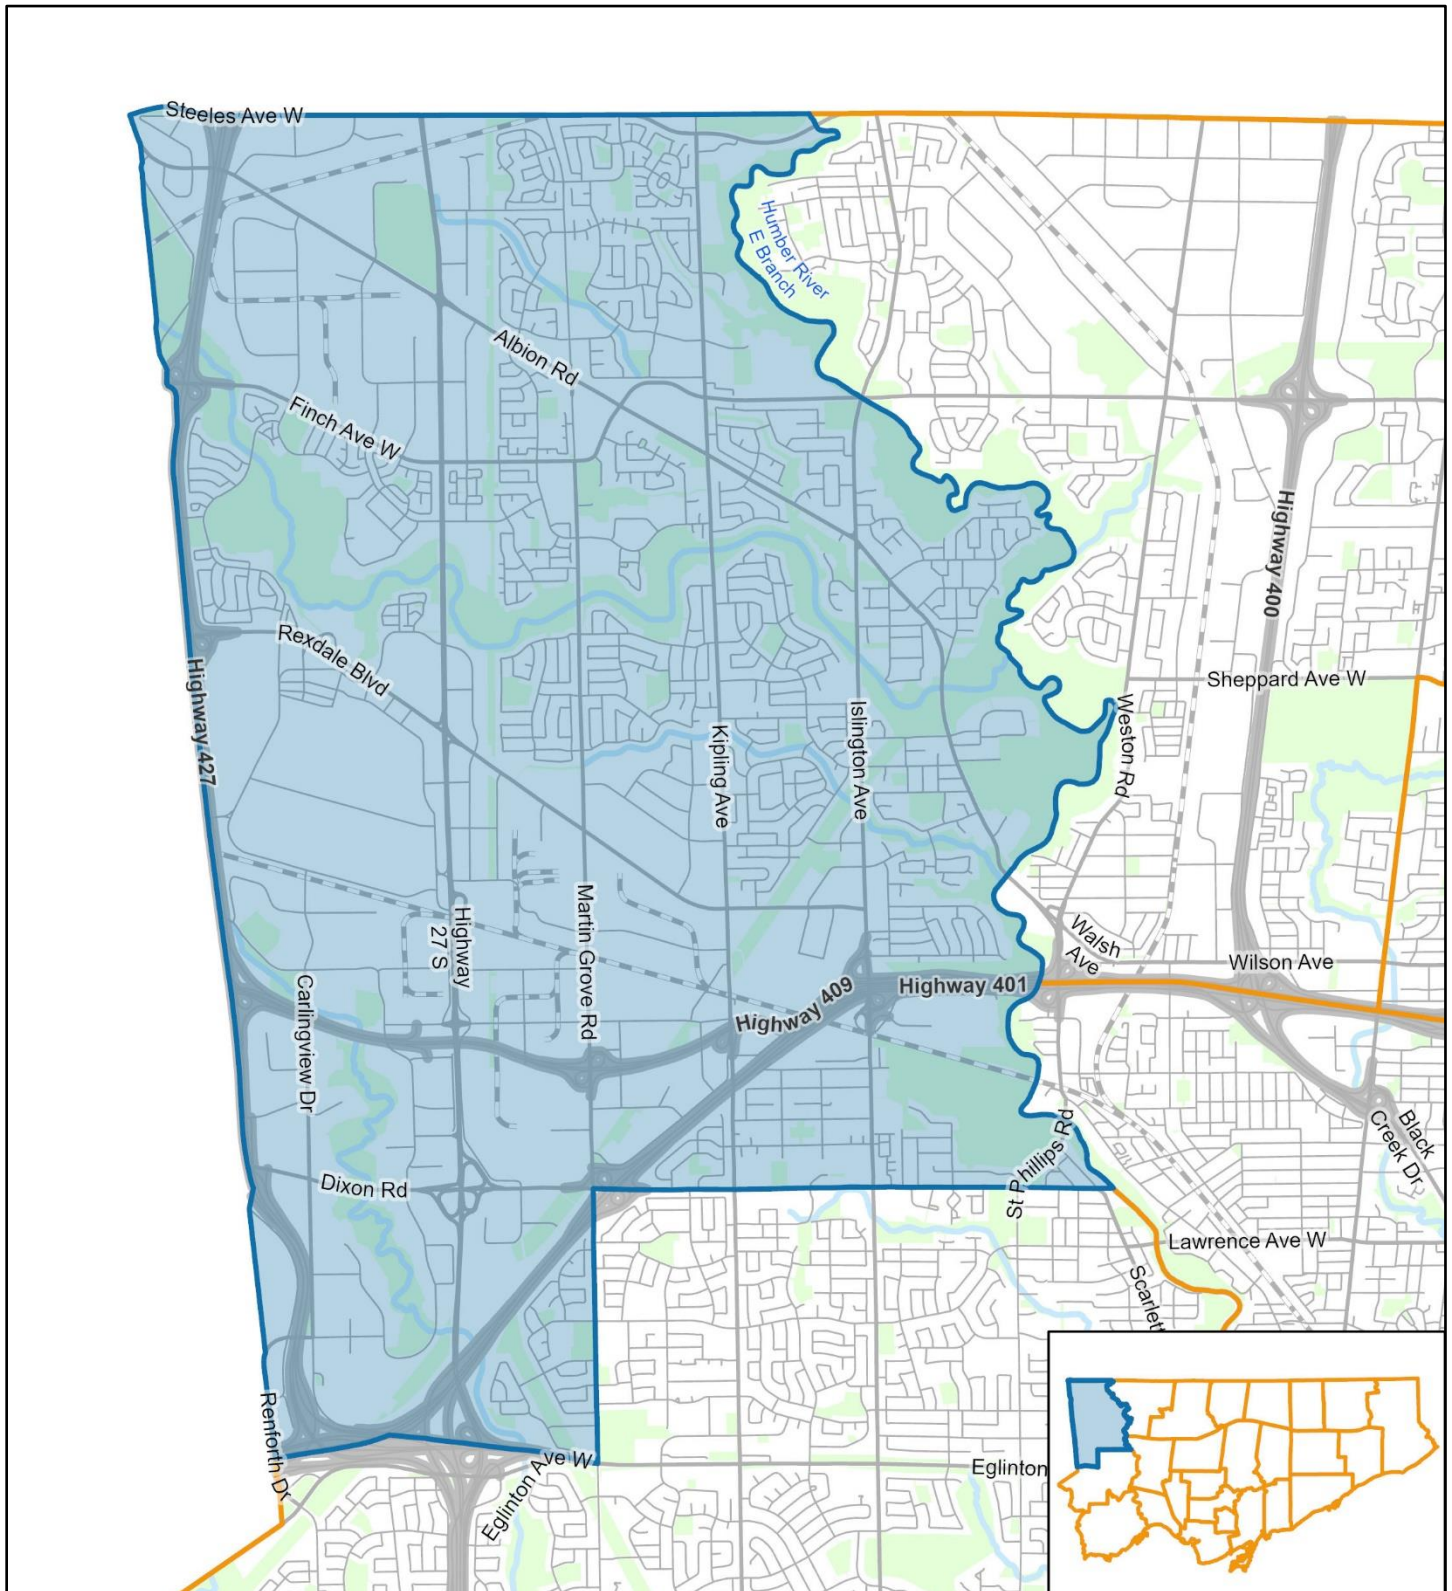 Steeles Ave W
Humber River
E Branch
Albion Rd
Finch Ave W
Highway 400
Rexdale Blvd
Highway 427
Sheppard Ave W
Weston Rd
Islington Ave
Kipling Ave
Martin Grove Rd
Highway
27 S
Walsh
Ave
Wilson Ave
Highway 401
Highway 409
Carlingview Dr
Black
Creek Dr
St Phillips Rd
Dixon Rd
Lawrence Ave W
Scarlett
Renforth Dr
Eglinton Ave W
Eglinton